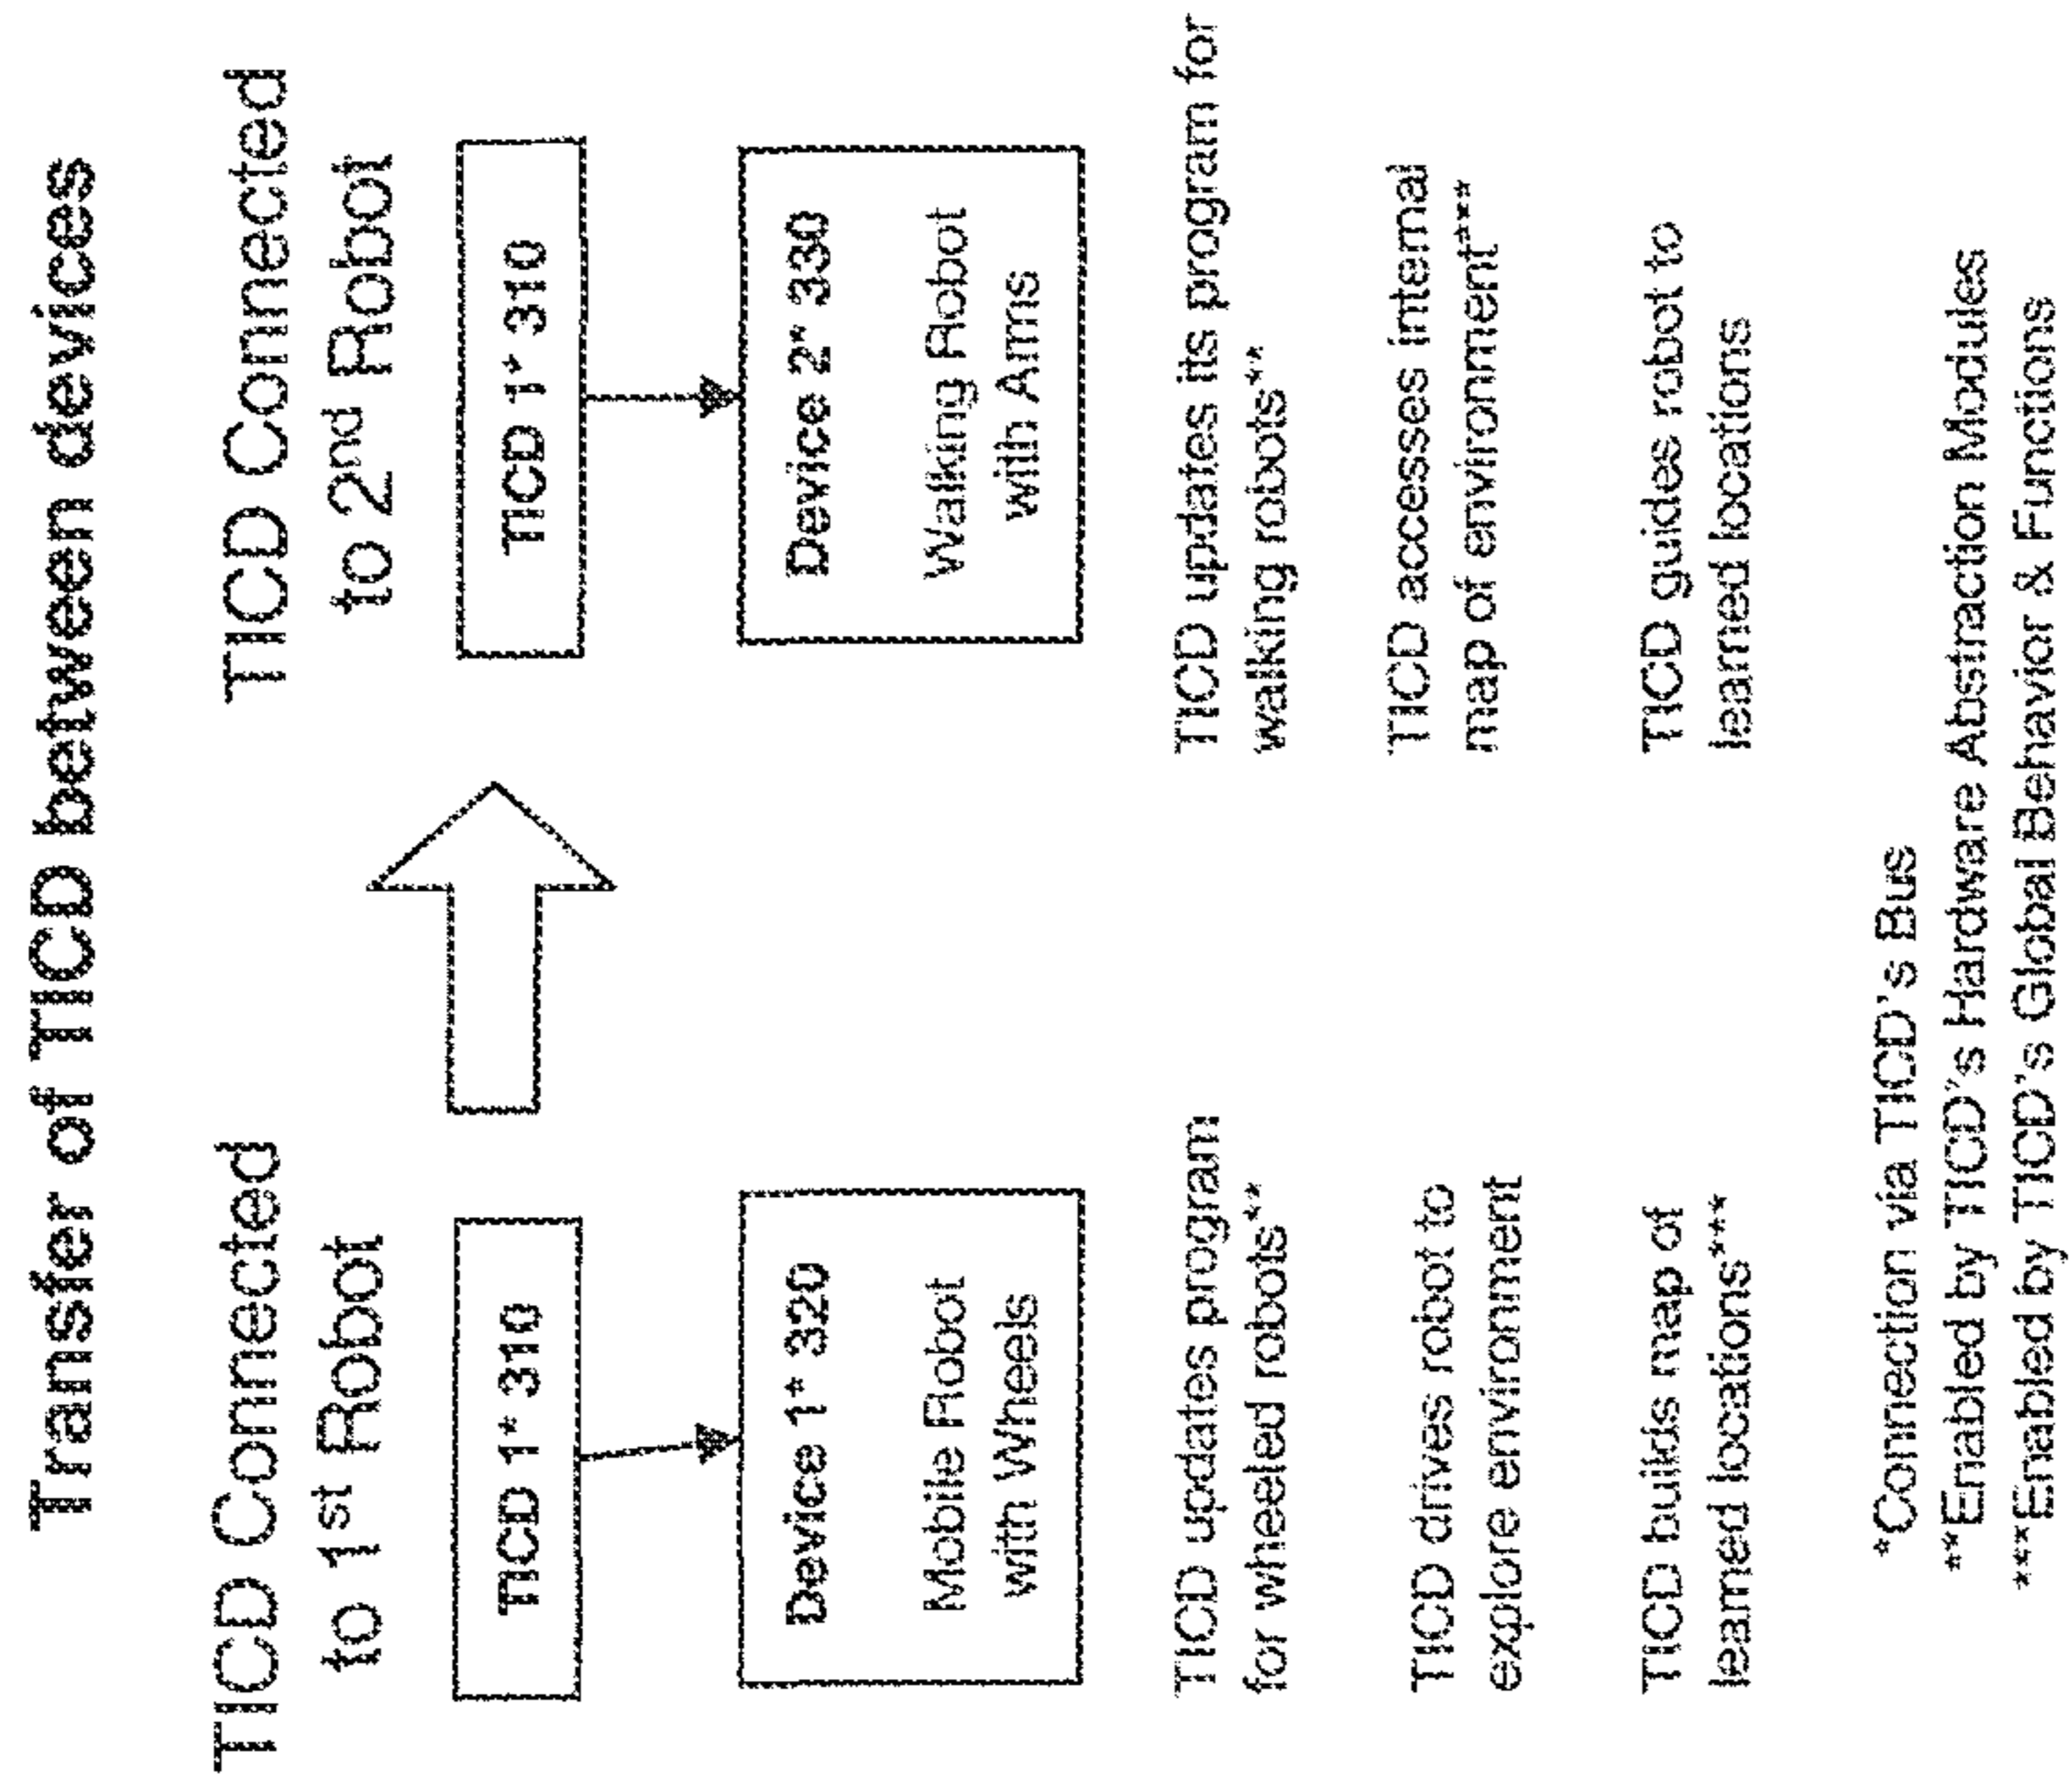 Transfer of TICD between devices
TICD Connected
to 1st Robot
TICD 1* 310
Device 1* 320
Mobile Robot
with Wheels
TICD updates program
for wheeled robots**
TICD drives robot to
explore environment
TICD builds map of
learned locations***
TICD Connected
to 2nd Robot
TICD 1* 310
Device 2* 330
Walking Robot
with Arms
TICD updates its program for
walking robots**
TICD accesses internal
map of environment***
TICD guides robot to
learned locations
*Connection via TICD's Bus
**Enabled by TICD's Hardware Abstraction Modules
***Enabled by TICD's Global Behavior & Functions